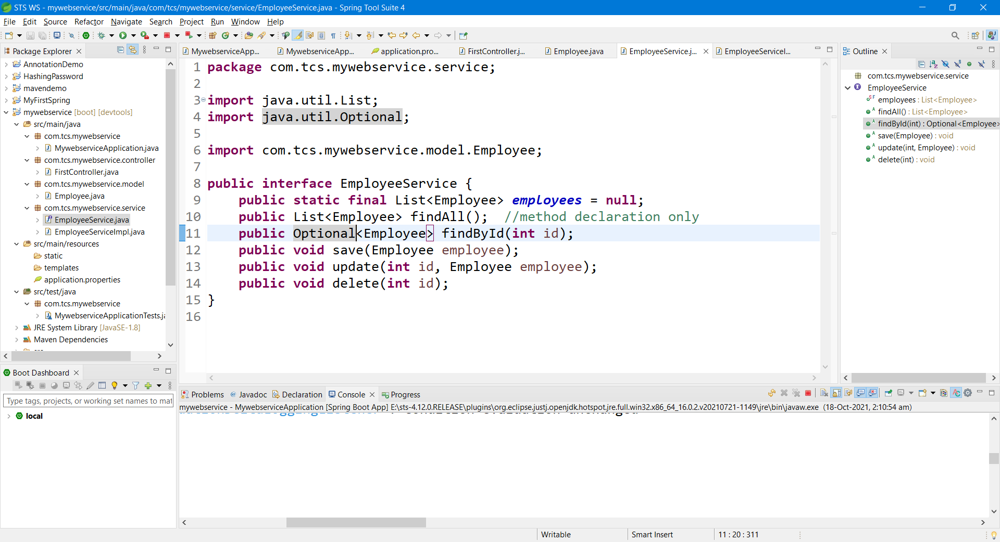 STS WS - mywebservice/src/main/java/com/tcs/mywebservice/service/EmployeeService.java - Spring Tool Suite 4
File Edit Source Refactor Navigate Search Project Run Window Help
Package Explorer
AnnotationDemo
HashingPassword
mavendemo
MyFirstSpring
mywebservice [boot] [devtools]
src/main/java
com.tcs.mywebservice
MywebserviceApplication.java
com.tcs.mywebservice.controller
FirstController.java
com.tcs.mywebservice.model
Employee.java
com.tcs.mywebservice.service
EmployeeService.java
EmployeeServiceImpl.java
src/main/resources
static
templates
application.properties
src/test/java
com.tcs.mywebservice
MywebserviceApplicationTests.ja
JRE System Library [JavaSE-1.8]
Maven Dependencies
Boot Dashboard
Type tags, projects, or working set names to mat
local
MywebserviceApp... MywebserviceApp... application.pro... FirstController.j... Employee.java EmployeeService.j... EmployeeServiceI...
1 package com.tcs.mywebservice.service;
2
3 import java.util.List;
4 import java.util.Optional;
5
6 import com.tcs.mywebservice.model.Employee;
7
8 public interface EmployeeService {
9 public static final List<Employee> employees = null;
10 public List<Employee> findAll(); //method declaration only
11 public Optional<Employee> findById(int id);
12 public void save(Employee employee);
13 public void update(int id, Employee employee);
14 public void delete(int id);
15 }
16
Outline
com.tcs.mywebservice.service
EmployeeService
employees : List<Employee>
findAll() : List<Employee>
findById(int) : Optional<Employee>
save(Employee) : void
update(int, Employee) : void
delete(int) : void
Problems @ Javadoc Declaration Console Progress
mywebservice - MywebserviceApplication [Spring Boot App] E:\sts-4.12.0.RELEASE\plugins\org.eclipse.justj.openjdk.hotspot.jre.full.win32.x86_64_16.0.2.v20210721-1149\jre\bin\javaw.exe (18-Oct-2021, 2:10:54 am)
Writable Smart Insert 11 : 20 : 311